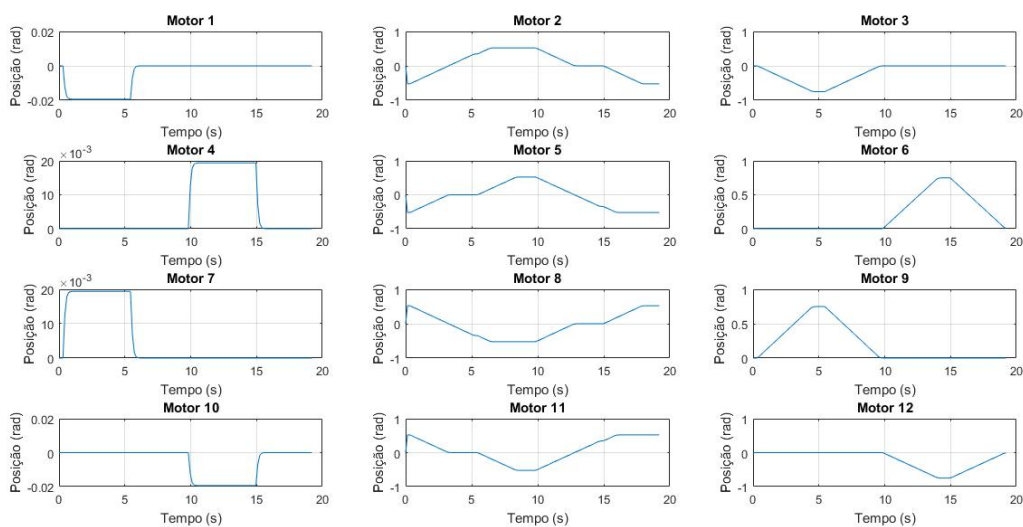 Motor 1
Motor 2
Motor 3
Posição (rad)
0.02
0
-0.02
0 5 10 15 20
Tempo (s)
Posição (rad)
1
0
-1
0 5 10 15 20
Tempo (s)
Posição (rad)
1
0
-1
0 5 10 15 20
Tempo (s)
Motor 4
Motor 5
Motor 6
Posição (rad)
20 × 10⁻³
10
0
0 5 10 15 20
Tempo (s)
Posição (rad)
1
0
-1
0 5 10 15 20
Tempo (s)
Posição (rad)
1
0.5
0
0 5 10 15 20
Tempo (s)
Motor 7
Motor 8
Motor 9
Posição (rad)
20 × 10⁻³
10
0
0 5 10 15 20
Tempo (s)
Posição (rad)
1
0
-1
0 5 10 15 20
Tempo (s)
Posição (rad)
1
0.5
0
0 5 10 15 20
Tempo (s)
Motor 10
Motor 11
Motor 12
Posição (rad)
0.02
0
-0.02
0 5 10 15 20
Tempo (s)
Posição (rad)
1
0
-1
0 5 10 15 20
Tempo (s)
Posição (rad)
1
0
-1
0 5 10 15 20
Tempo (s)